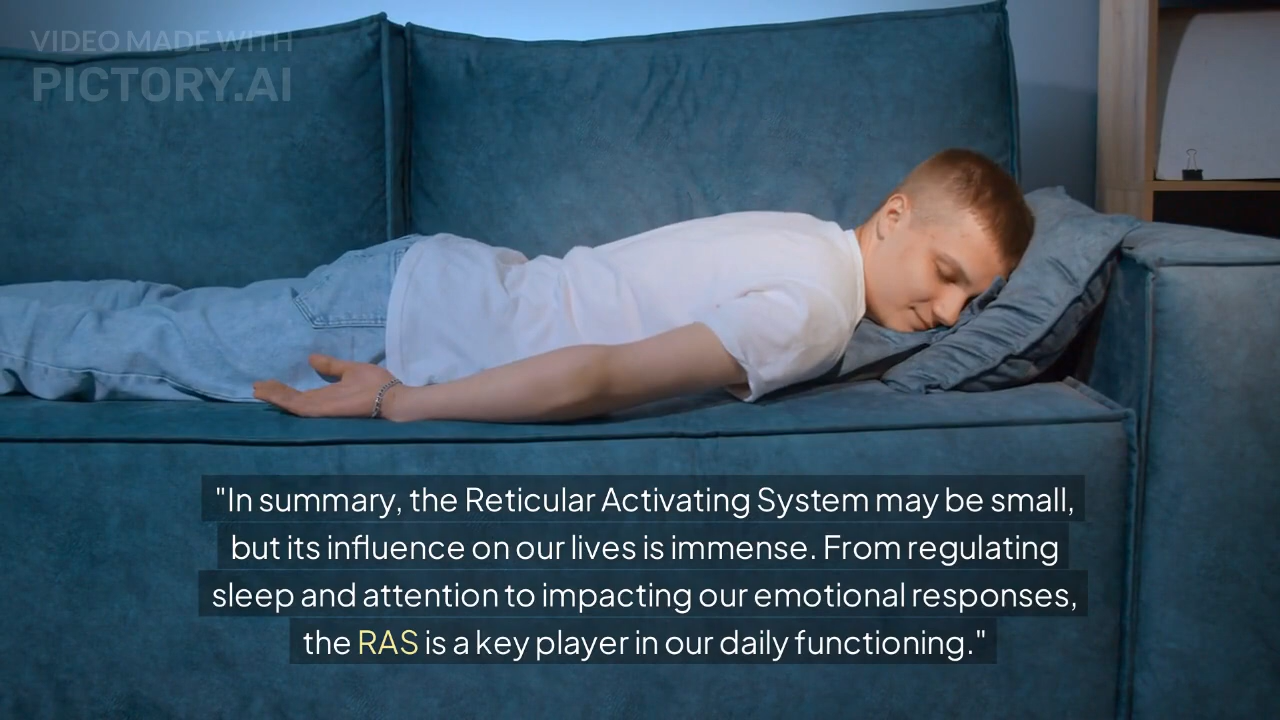 VIDEO MADE WITH
PICTORY.AI
"In summary, the Reticular Activating System may be small,
but its influence on our lives is immense. From regulating
sleep and attention to impacting our emotional responses,
the RAS is a key player in our daily functioning."